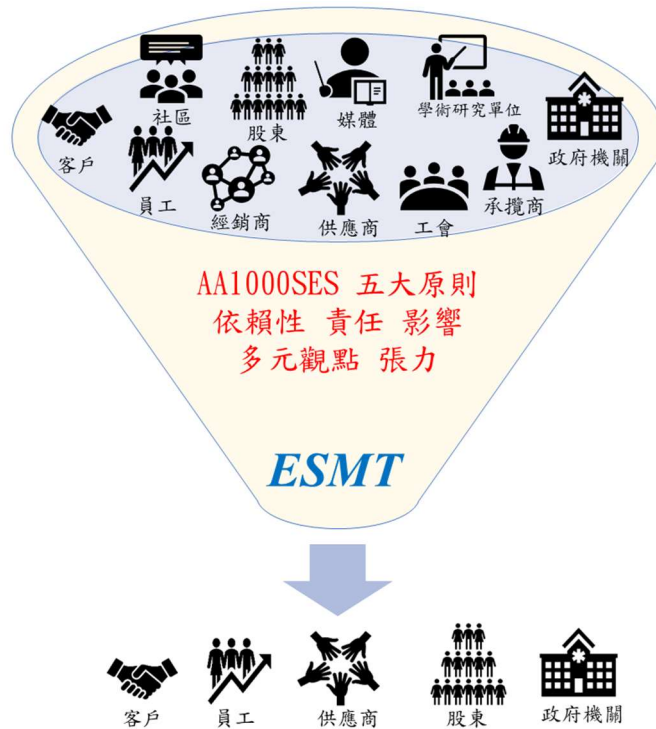 社區
股東
媒體
學術研究單位
客戶
員工
經銷商
供應商
工會
承攬商
政府機關
AA1000SES 五大原則
依賴性 責任 影響
多元觀點 張力
ESMT
客戶
員工
供應商
股東
政府機關